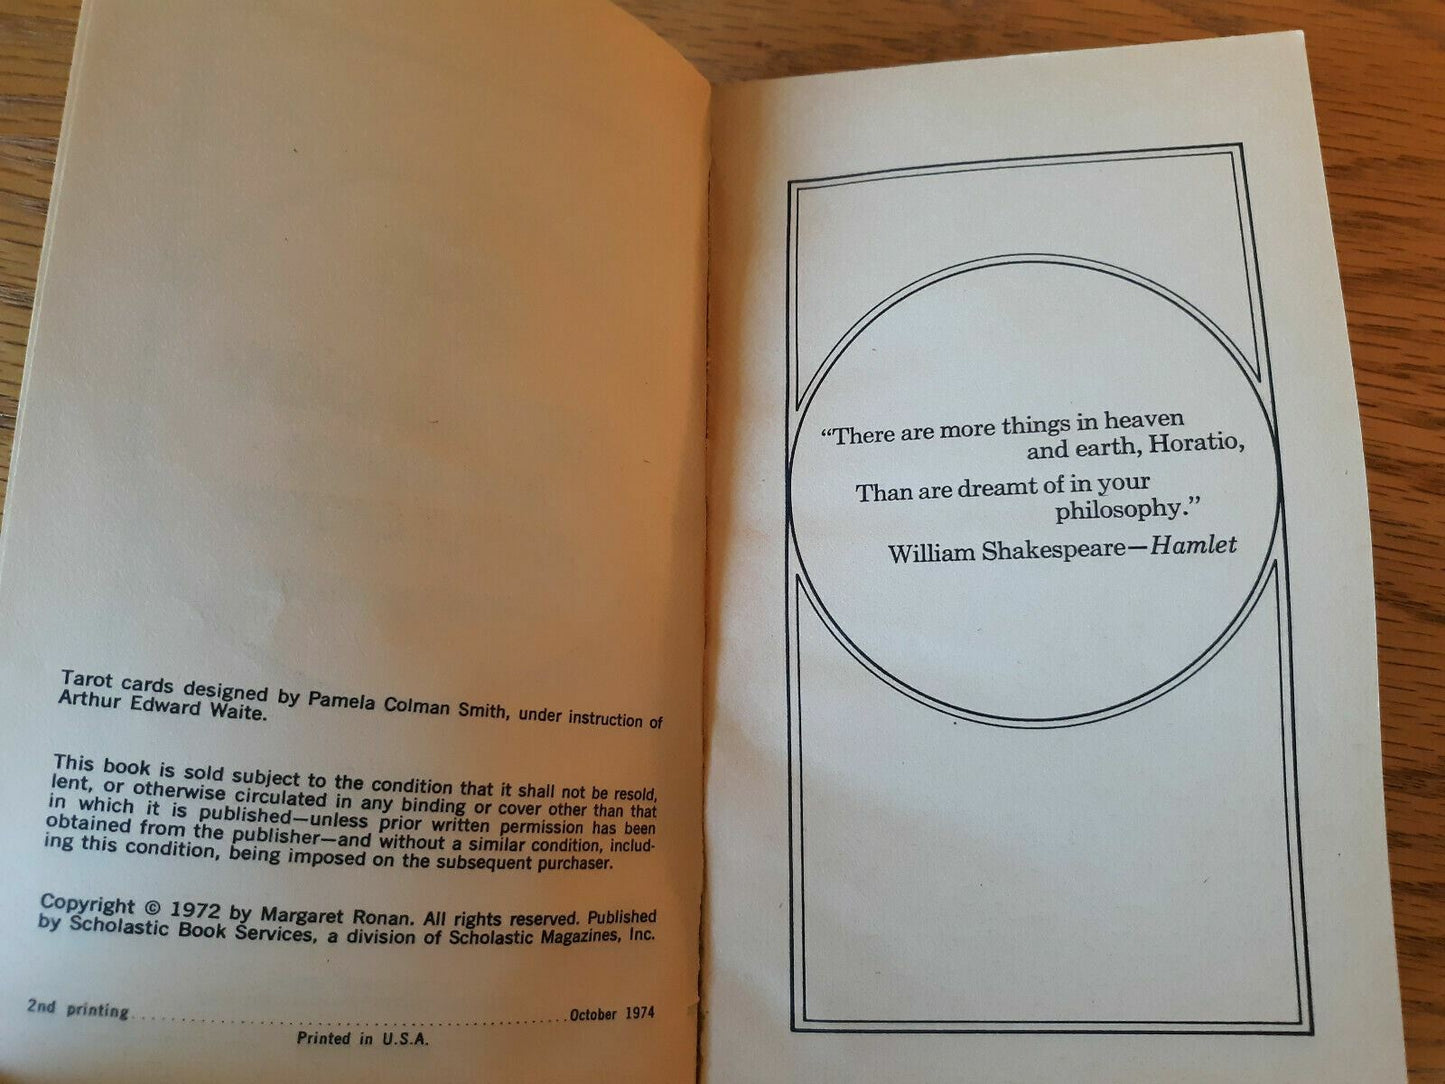 Tarot cards designed by Pamela Colman Smith, under instruction of
Arthur Edward Waite.
This book is sold subject to the condition that it shall not be resold,
lent, or otherwise circulated in any binding or cover other than that
in which it is published—unless prior written permission has been
obtained from the publisher—and without a similar condition, includ-
ing this condition, being imposed on the subsequent purchaser.
Copyright © 1972 by Margaret Ronan. All rights reserved. Published
by Scholastic Book Services, a division of Scholastic Magazines, Inc.
2nd printing..........................................October 1974
Printed in U.S.A.
“There are more things in heaven
and earth, Horatio,
Than are dreamt of in your
philosophy.”
William Shakespeare—Hamlet